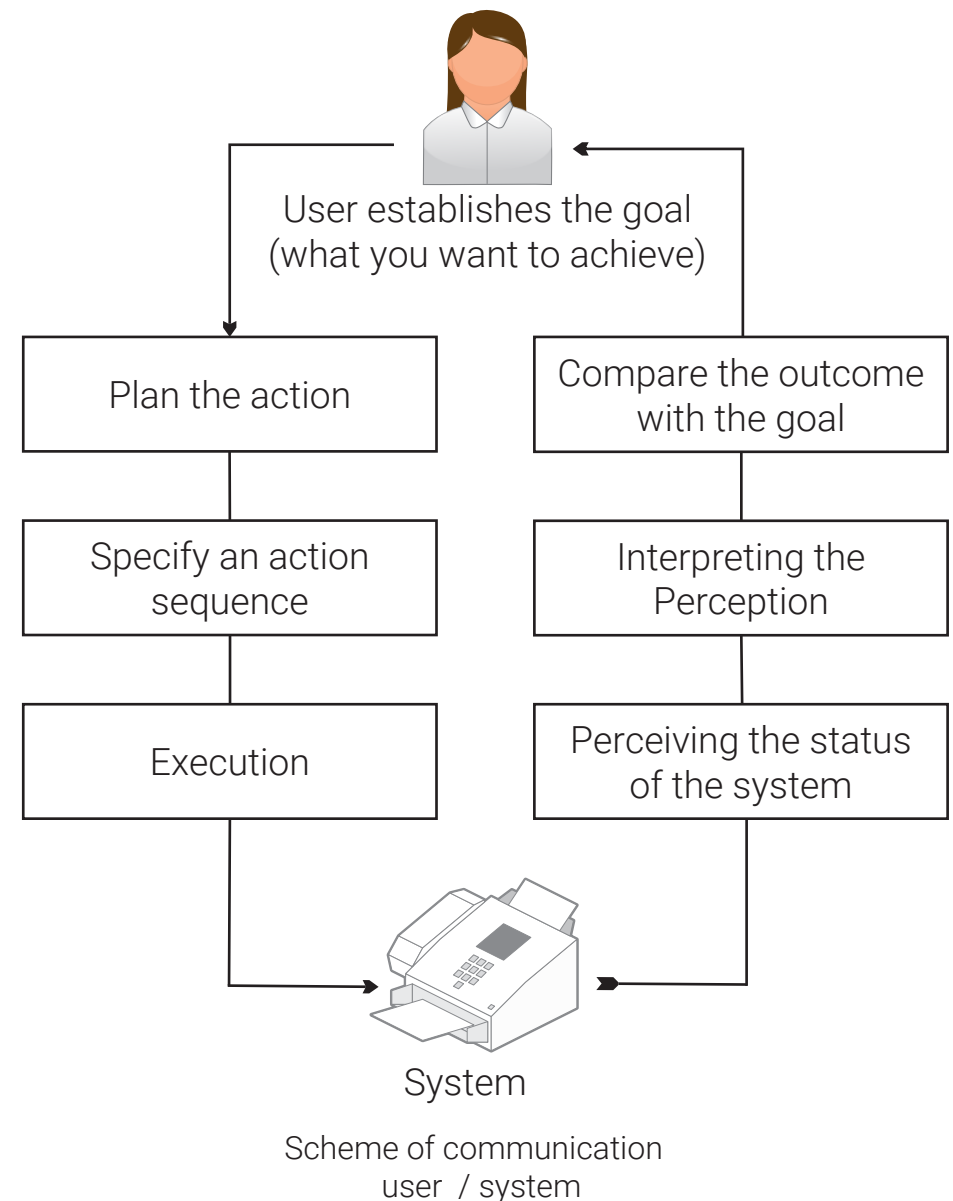 User establishes the goal
(what you want to achieve)
Plan the action
Specify an action
sequence
Execution
Compare the outcome
with the goal
Interpreting the
Perception
Perceiving the status
of the system
System
Scheme of communication
user / system